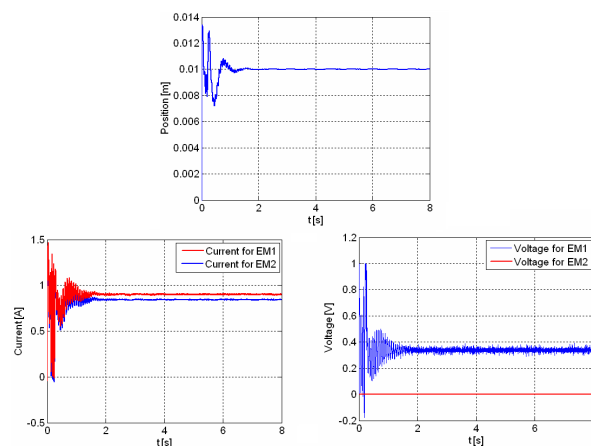 0.014
0.012
0.01
0.008
0.006
0.004
0.002
0
Position [m]
0 2 4 6 8
t [s]
1.5
1
0.5
0
-0.5
Current [A]
Current for EM1
Current for EM2
0 2 4 6 8
t [s]
1.2
1
0.8
0.6
0.4
0.2
0
-0.2
Voltage [V]
Voltage for EM1
Voltage for EM2
0 2 4 6
t [s]